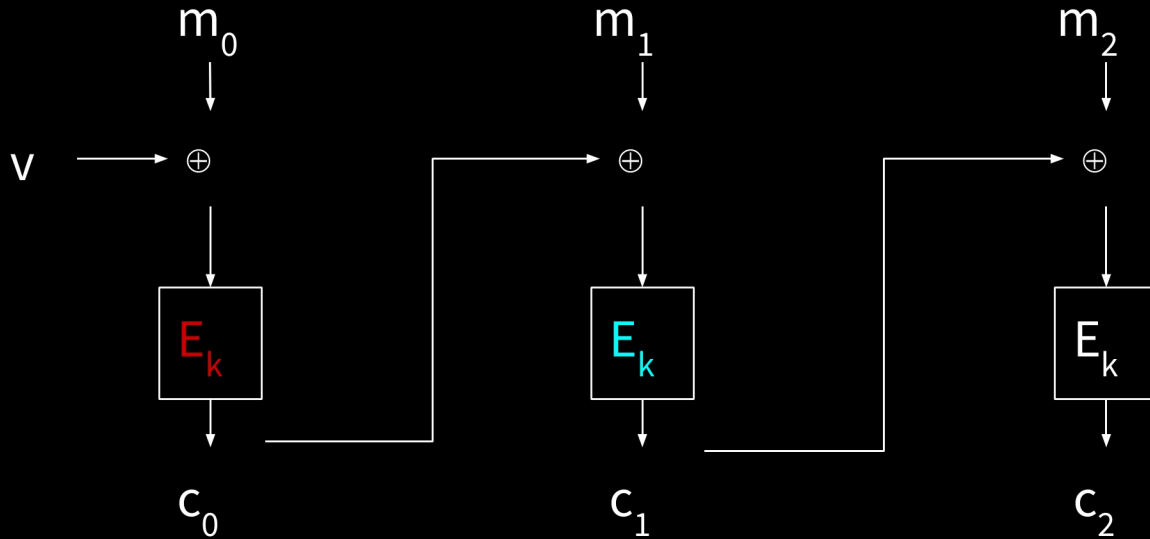 m₀ m₁ m₂
v ⊕ ⊕ ⊕
Eₖ Eₖ Eₖ
c₀ c₁ c₂